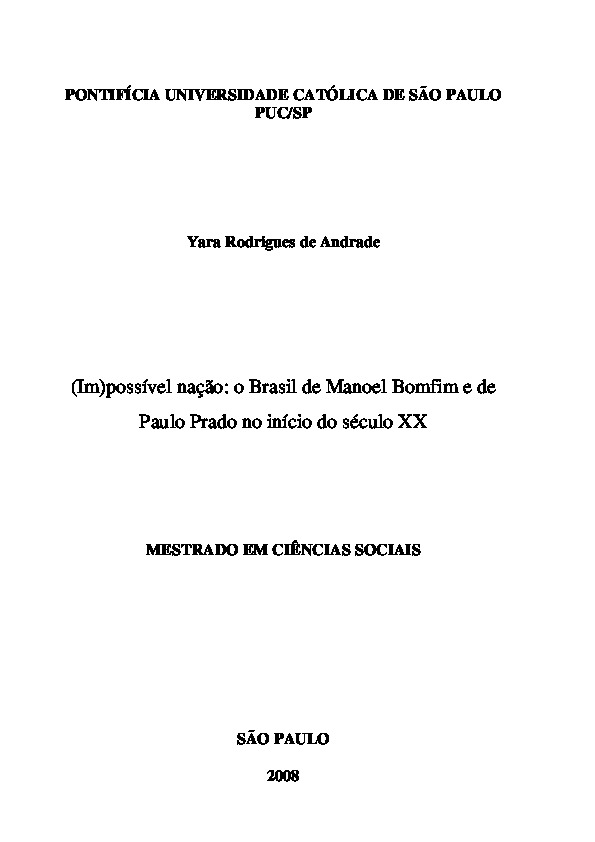 PONTIFÍCIA UNIVERSIDADE CATÓLICA DE SÃO PAULO
PUC/SP
Yara Rodrigues de Andrade
(Im)possível nação: o Brasil de Manoel Bomfim e de
Paulo Prado no início do século XX
MESTRADO EM CIÊNCIAS SOCIAIS
SÃO PAULO
2008